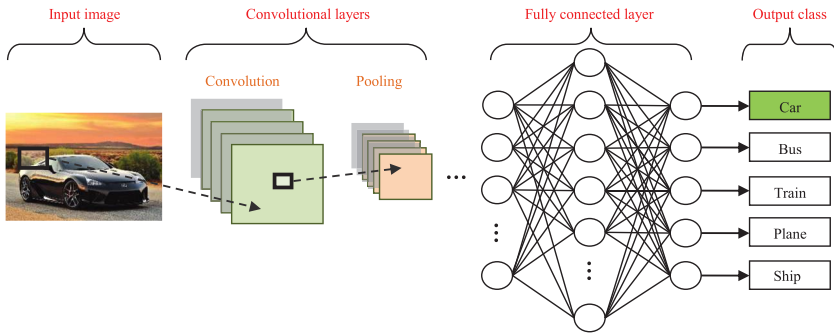 Input image
Convolutional layers
Fully connected layer
Output class
Convolution
Pooling
Car
Bus
Train
Plane
Ship